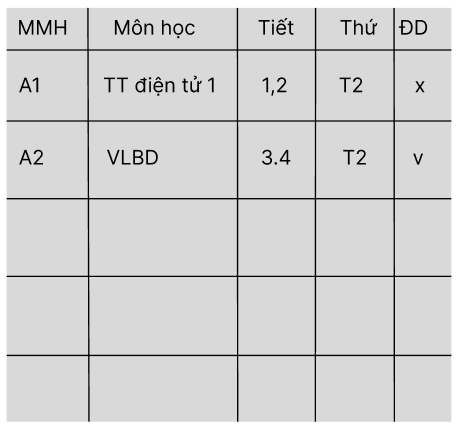 MMH Môn học Tiết Thứ ĐD
A1 TT điện tử 1 1,2 T2 x
A2 VLBD 3.4 T2 v